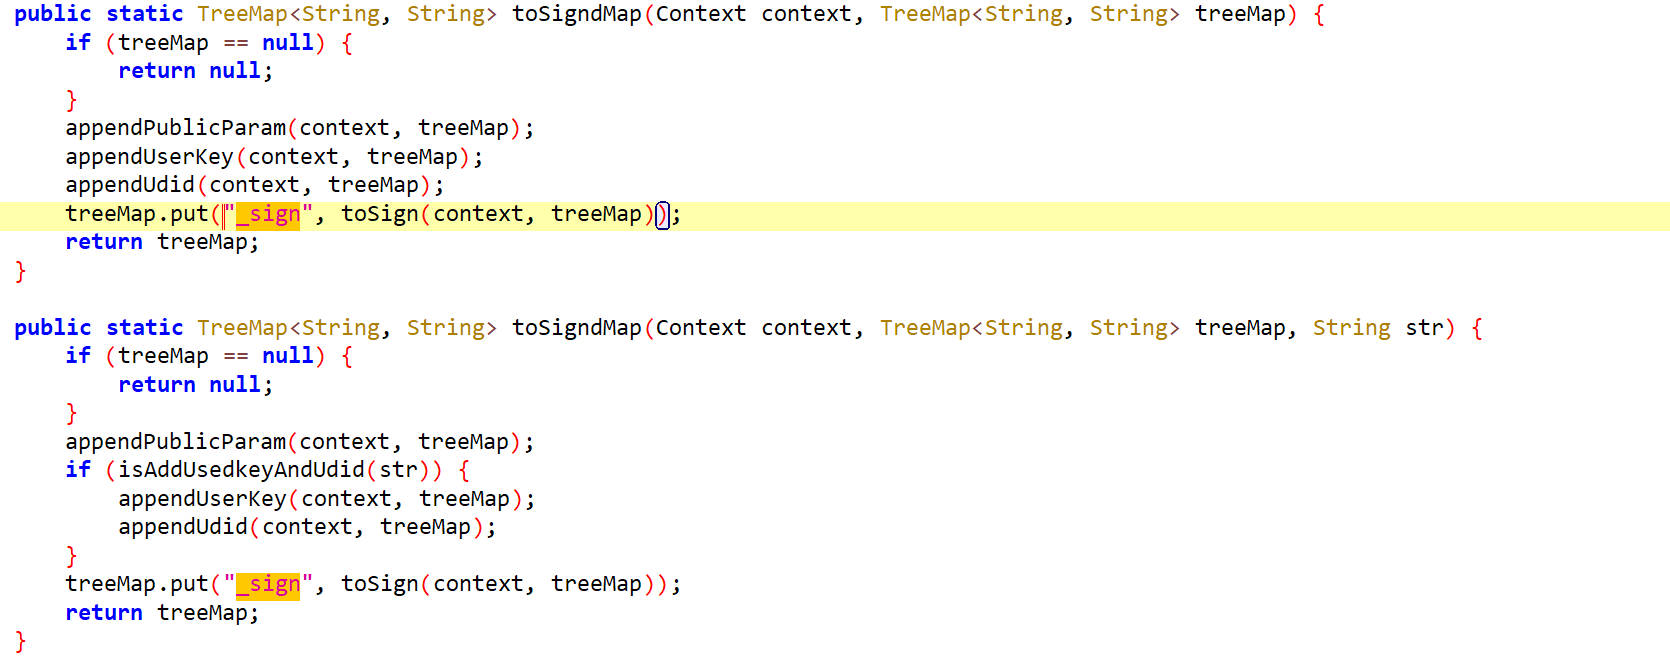 public static TreeMap<String, String> toSigndMap(Context context, TreeMap<String, String> treeMap) {
    if (treeMap == null) {
        return null;
    }
    appendPublicParam(context, treeMap);
    appendUserKey(context, treeMap);
    appendUdid(context, treeMap);
    treeMap.put("_sign", toSign(context, treeMap));
    return treeMap;
}
public static TreeMap<String, String> toSigndMap(Context context, TreeMap<String, String> treeMap, String str) {
    if (treeMap == null) {
        return null;
    }
    appendPublicParam(context, treeMap);
    if (isAddUsedkeyAndUdid(str)) {
        appendUserKey(context, treeMap);
        appendUdid(context, treeMap);
    }
    treeMap.put("_sign", toSign(context, treeMap));
    return treeMap;
}